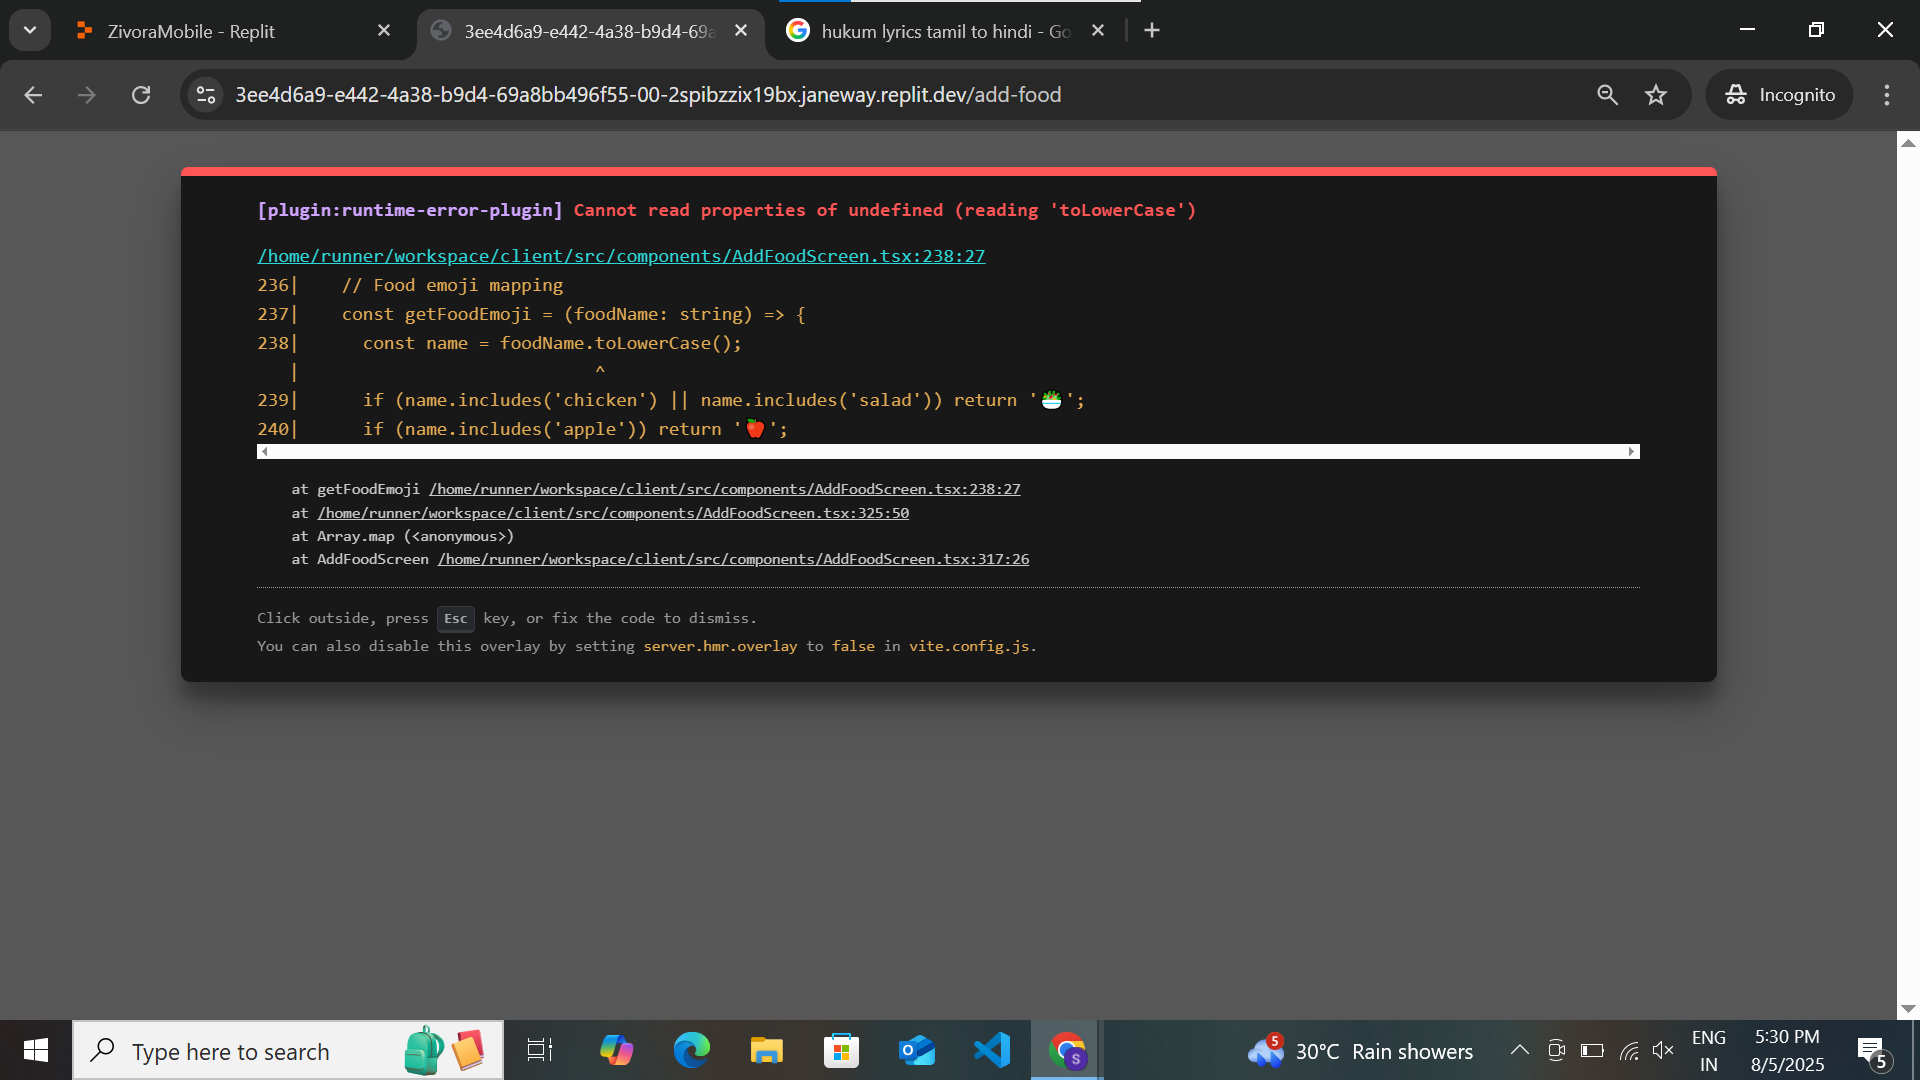 ZivoraMobile - Replit
3ee4d6a9-e442-4a38-b9d4-69a
hukum lyrics tamil to hindi - Go
3ee4d6a9-e442-4a38-b9d4-69a8bb496f55-00-2spibzzix19bx.janeway.replit.dev/add-food
Incognito
[plugin:runtime-error-plugin] Cannot read properties of undefined (reading 'toLowerCase')
/home/runner/workspace/client/src/components/AddFoodScreen.tsx:238:27
236|    // Food emoji mapping
237|    const getFoodEmoji = (foodName: string) => {
238|      const name = foodName.toLowerCase();
   |                            ^
239|      if (name.includes('chicken') || name.includes('salad')) return '🥗';
240|      if (name.includes('apple')) return '🍎';
at getFoodEmoji /home/runner/workspace/client/src/components/AddFoodScreen.tsx:238:27
at /home/runner/workspace/client/src/components/AddFoodScreen.tsx:325:50
at Array.map (<anonymous>)
at AddFoodScreen /home/runner/workspace/client/src/components/AddFoodScreen.tsx:317:26
Click outside, press Esc key, or fix the code to dismiss.
You can also disable this overlay by setting server.hmr.overlay to false in vite.config.js.
Type here to search
S
5
30°C Rain showers
ENG
IN
5:30 PM
8/5/2025
5